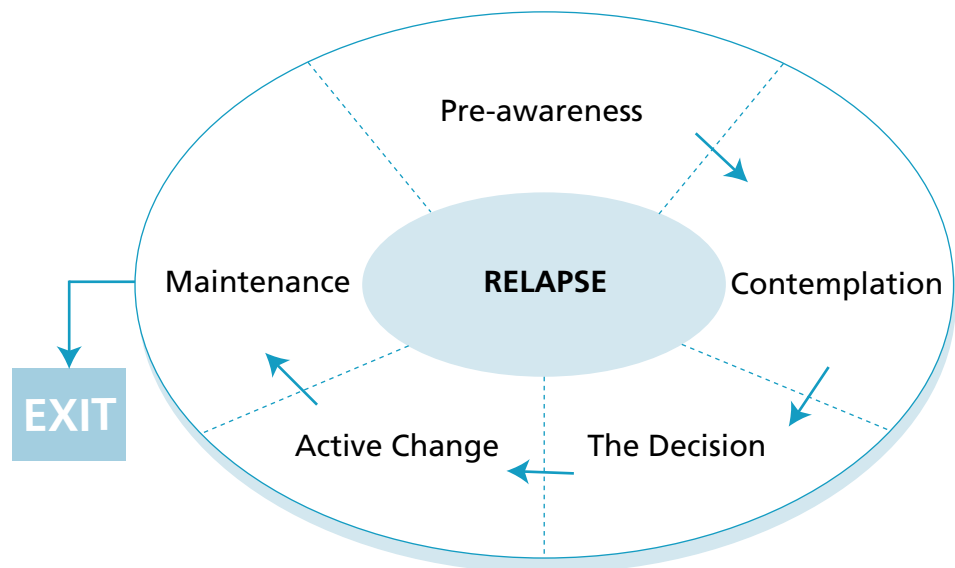 Pre-awareness
Maintenance
RELAPSE
Contemplation
EXIT
Active Change
The Decision